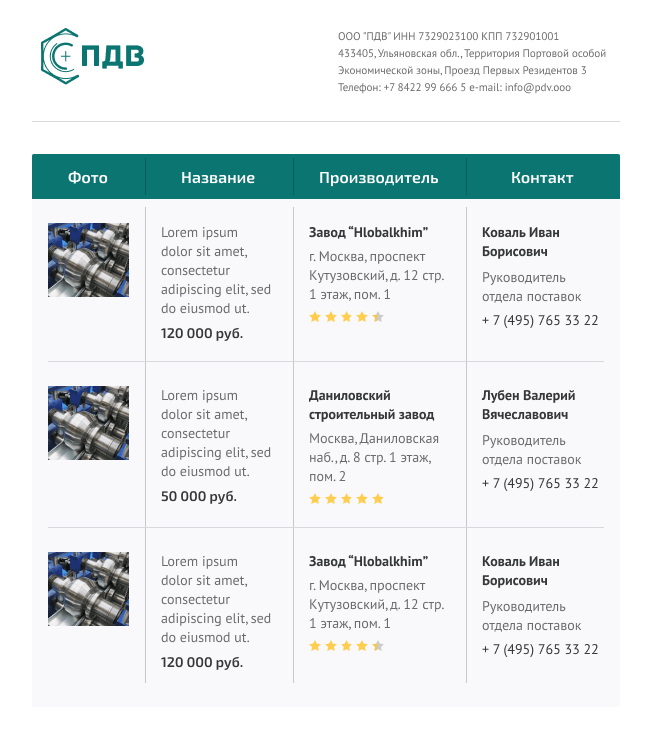 ПДВ
ООО "ПДВ" ИНН 7329023100 КПП 732901001
433405, Ульяновская обл., Территория Портовой особой
Экономической зоны, Проезд Первых Резидентов 3
Телефон: +7 8422 99 666 5 e-mail: info@pdv.ooo
Фото Название Производитель Контакт
Lorem ipsum
dolor sit amet,
consectetur
adipiscing elit, sed
do eiusmod ut.
120 000 руб.
Завод “Hlobalkhim”
г. Москва, проспект
Кутузовский, д. 12 стр.
1 этаж, пом. 1
Коваль Иван
Борисович
Руководитель
отдела поставок
+ 7 (495) 765 33 22
Lorem ipsum
dolor sit amet,
consectetur
adipiscing elit, sed
do eiusmod ut.
50 000 руб.
Даниловский
строительный завод
Москва, Даниловская
наб., д. 8 стр. 1 этаж,
пом. 2
Лубен Валерий
Вячеславович
Руководитель
отдела поставок
+ 7 (495) 765 33 22
Lorem ipsum
dolor sit amet,
consectetur
adipiscing elit, sed
do eiusmod ut.
120 000 руб.
Завод “Hlobalkhim”
г. Москва, проспект
Кутузовский, д. 12 стр.
1 этаж, пом. 1
Коваль Иван
Борисович
Руководитель
отдела поставок
+ 7 (495) 765 33 22